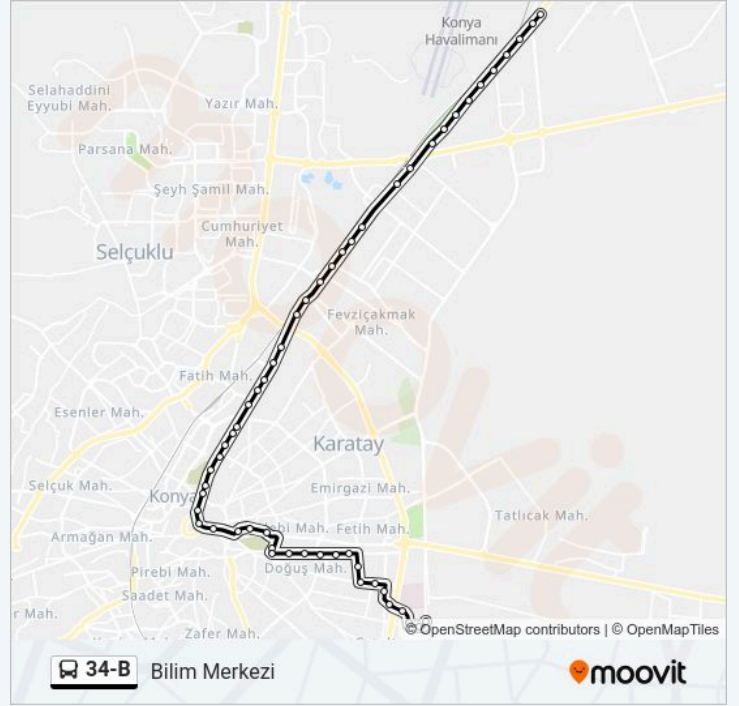 Konya
Havalimanı
Selahaddini
Eyyubi Mah.
Yazır Mah.
Parsana Mah.
Şeyh Şamil Mah.
Cumhuriyet
Mah.
Selçuklu
Fevziçakmak
Mah.
Fatih Mah.
Esenler Mah.
Karatay
Selçuk Mah.
Konya
Emirgazi Mah.
Tatlıcak Mah.
Armağan Mah.
Mah.
Fetih Mah.
Pirebi Mah.
Doğuş Mah.
Saadet Mah.
Mah.
Zafer Mah.
© OpenStreetMap contributors | © OpenMapTiles
34-B Bilim Merkezi
moovit